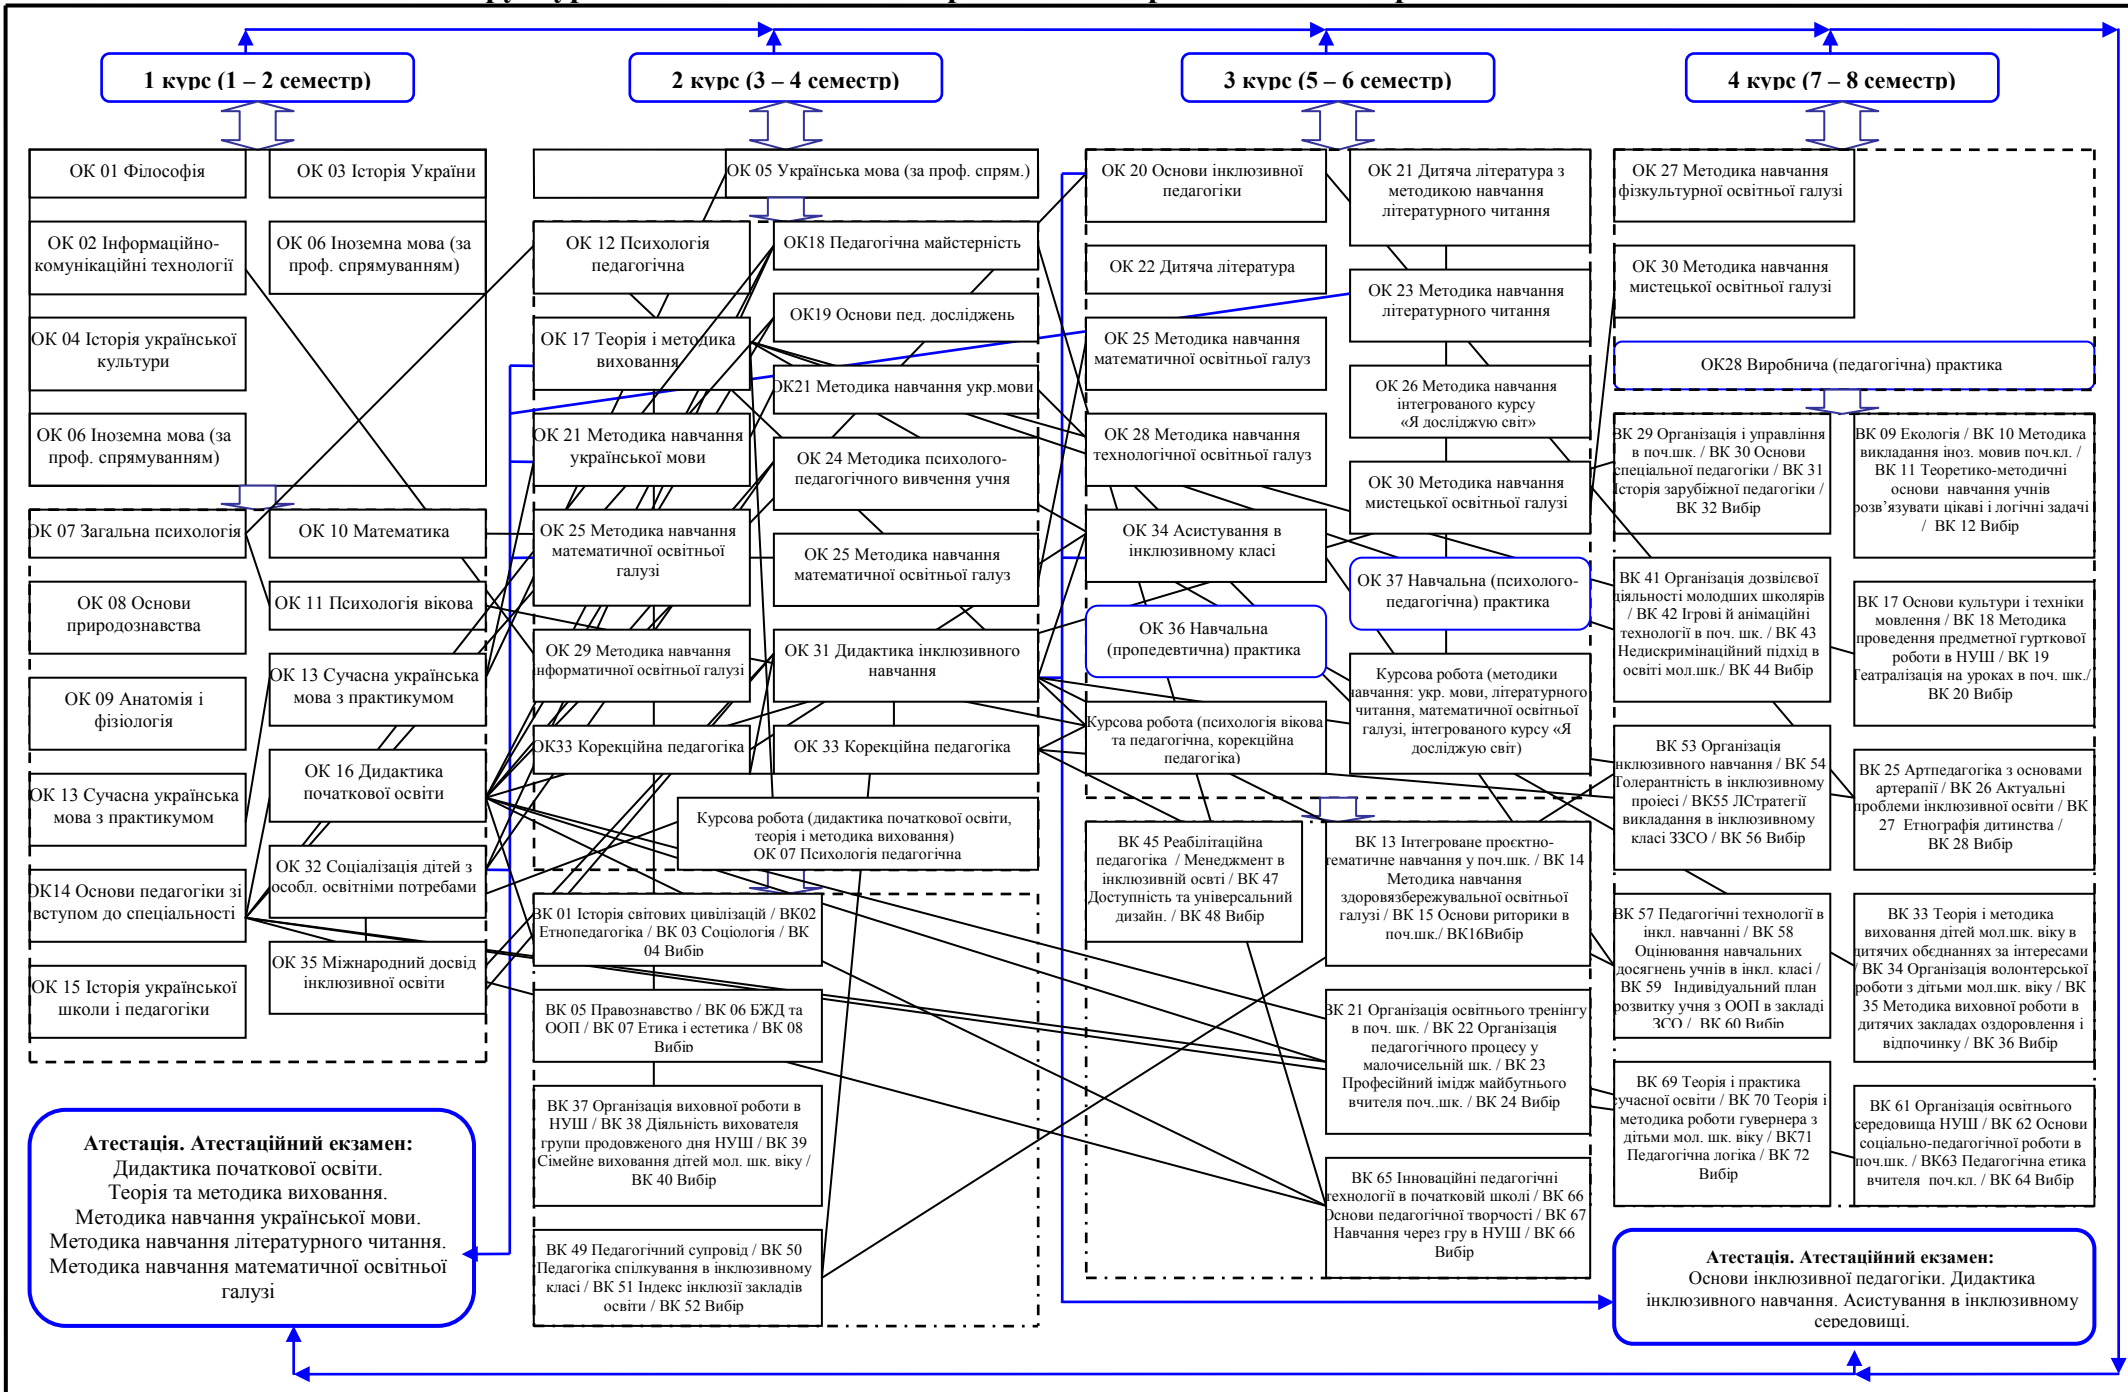 1 курс (1 – 2 семестр)
2 курс (3 – 4 семестр)
3 курс (5 – 6 семестр)
4 курс (7 – 8 семестр)
ОК 01 Філософія
ОК 03 Історія України
ОК 02 Інформаційно-
комунікаційні технології
ОК 06 Іноземна мова (за
проф. спрямуванням)
ОК 04 Історія української
культури
ОК 06 Іноземна мова (за
проф. спрямуванням)
ОК 07 Загальна психологія
ОК 10 Математика
ОК 08 Основи
природознавства
ОК 11 Психологія вікова
ОК 09 Анатомія і
фізіологія
ОК 13 Сучасна українська
мова з практикумом
ОК 13 Сучасна українська
мова з практикумом
ОК 16 Дидактика
початкової освіти
ОК14 Основи педагогіки зі
вступом до спеціальності
ОК 32 Соціалізація дітей з
особл. освітніми потребами
ОК 15 Історія української
школи і педагогіки
ОК 35 Міжнародний досвід
інклюзивної освіти
Атестація. Атестаційний екзамен:
Дидактика початкової освіти.
Теорія та методика виховання.
Методика навчання української мови.
Методика навчання літературного читання.
Методика навчання математичної освітньої
галузі
ОК 05 Українська мова (за проф. спрям.)
ОК 12 Психологія
педагогічна
ОК18 Педагогічна майстерність
ОК19 Основи пед. досліджень
ОК 17 Теорія і методика
виховання
ОК21 Методика навчання укр.мови
ОК 21 Методика навчання
української мови
ОК 24 Методика психолого-
педагогічного вивчення учня
ОК 25 Методика навчання
математичної освітньої
галузі
ОК 25 Методика навчання
математичної освітньої галуз
ОК 29 Методика навчання
інформатичної освітньої галузі
ОК 31 Дидактика інклюзивного
навчання
ОК33 Корекційна педагогіка
ОК 33 Корекційна педагогіка
Курсова робота (дидактика початкової освіти,
теорія і методика виховання)
ОК 07 Психологія педагогічна
ВК 01 Історія світових цивілізацій / ВК02
Етнопедагогіка / ВК 03 Соціологія / ВК
04 Вибір
ВК 05 Правознавство / ВК 06 БЖД та
ООП / ВК 07 Етика і естетика / ВК 08
Вибір
ВК 37 Організація виховної роботи в
НУШ / ВК 38 Діяльність вихователя
групи продовженого дня НУШ / ВК 39
Сімейне виховання дітей мол. шк. віку /
ВК 40 Вибір
ВК 49 Педагогічний супровід / ВК 50
Педагогіка спілкування в інклюзивному
класі / ВК 51 Індекс інклюзії закладів
освіти / ВК 52 Вибір
ОК 20 Основи інклюзивної
педагогіки
ОК 21 Дитяча література з
методикою навчання
літературного читання
ОК 22 Дитяча література
ОК 23 Методика навчання
літературного читання
ОК 25 Методика навчання
математичної освітньої галуз
ОК 26 Методика навчання
інтегрованого курсу
«Я досліджую світ»
ОК 28 Методика навчання
технологічної освітньої галуз
ОК 30 Методика навчання
мистецької освітньої галузі
ОК 34 Асистування в
інклюзивному класі
ОК 37 Навчальна (психолого-
педагогічна) практика
ОК 36 Навчальна
(пропедевтична) практика
Курсова робота (методики
навчання: укр. мови, літературного
читання, математичної освітньої
галузі, інтегрованого курсу «Я
досліджую світ)
Курсова робота (психологія вікова
та педагогічна, корекційна
педагогіка)
ВК 45 Реабілітаційна
педагогіка / Менеджмент в
інклюзивній освті / ВК 47
Доступність та універсальний
дизайн. / ВК 48 Вибір
ВК 13 Інтегроване проєктно-
тематичне навчання у поч.шк. / ВК 14
Методика навчання
здоровязбережувальної освітньої
галузі / ВК 15 Основи риторики в
поч.шк./ ВК16Вибір
ВК 21 Організація освітнього тренінгу
в поч. шк. / ВК 22 Організація
педагогічного процесу у
малочисельній шк. / ВК 23
Професійний імідж майбутнього
вчителя поч..шк. / ВК 24 Вибір
ВК 65 Інноваційні педагогічні
технології в початковій школі / ВК 66
Основи педагогічної творчості / ВК 67
Навчання через гру в НУШ / ВК 66
Вибір
ОК 27 Методика навчання
фізкультурної освітньої галузі
ОК 30 Методика навчання
мистецької освітньої галузі
ОК28 Виробнича (педагогічна) практика
ВК 29 Організація і управління
в поч.шк. / ВК 30 Основи
спеціальної педагогіки / ВК 31
Історія зарубіжної педагогіки /
ВК 32 Вибір
ВК 09 Екологія / ВК 10 Методика
викладання іноз. мовив поч.кл. /
ВК 11 Теоретико-методичні
основи навчання учнів
розв’язувати цікаві і логічні задачі
/ ВК 12 Вибір
ВК 41 Організація дозвілєвої
діяльності молодших школярів
/ ВК 42 Ігрові й анімаційні
технології в поч. шк. / ВК 43
Недискримінаційний підхід в
освіті мол.шк./ ВК 44 Вибір
ВК 17 Основи культури і техніки
мовлення / ВК 18 Методика
проведення предметної гурткової
роботи в НУШ / ВК 19
Театралізація на уроках в поч. шк./
ВК 20 Вибір
ВК 53 Організація
інклюзивного навчання / ВК 54
Толерантність в інклюзивному
проіесі / ВК55 ЛСтратегії
викладання в інклюзивному
класі ЗЗСО / ВК 56 Вибір
ВК 25 Артпедагогіка з основами
артерапії / ВК 26 Актуальні
проблеми інклюзивної освіти / ВК
27 Етнографія дитинства /
ВК 28 Вибір
ВК 57 Педагогічні технології в
інкл. навчанні / ВК 58
Оцінювання навчальних
досягнень учнів в інкл. класі /
ВК 59 Індивідуальний план
розвитку учня з ООП в закладі
ЗСО / ВК 60 Вибір
ВК 33 Теорія і методика
виховання дітей мол.шк. віку в
дитячих обєднаннях за інтересами
/ ВК 34 Організація волонтерської
роботи з дітьми мол.шк. віку / ВК
35 Методика виховної роботи в
дитячих закладах оздоровлення і
відпочинку / ВК 36 Вибір
ВК 69 Теорія і практика
сучасної освіти / ВК 70 Теорія і
методика роботи гувернера з
дітьми мол. шк. віку / ВК71
Педагогічна логіка / ВК 72
Вибір
ВК 61 Організація освітнього
середовища НУШ / ВК 62 Основи
соціально-педагогічної роботи в
поч.шк. / ВК63 Педагогічна етика
вчителя поч.кл. / ВК 64 Вибір
Атестація. Атестаційний екзамен:
Основи інклюзивної педагогіки. Дидактика
інклюзивного навчання. Асистування в інклюзивному
середовищі.